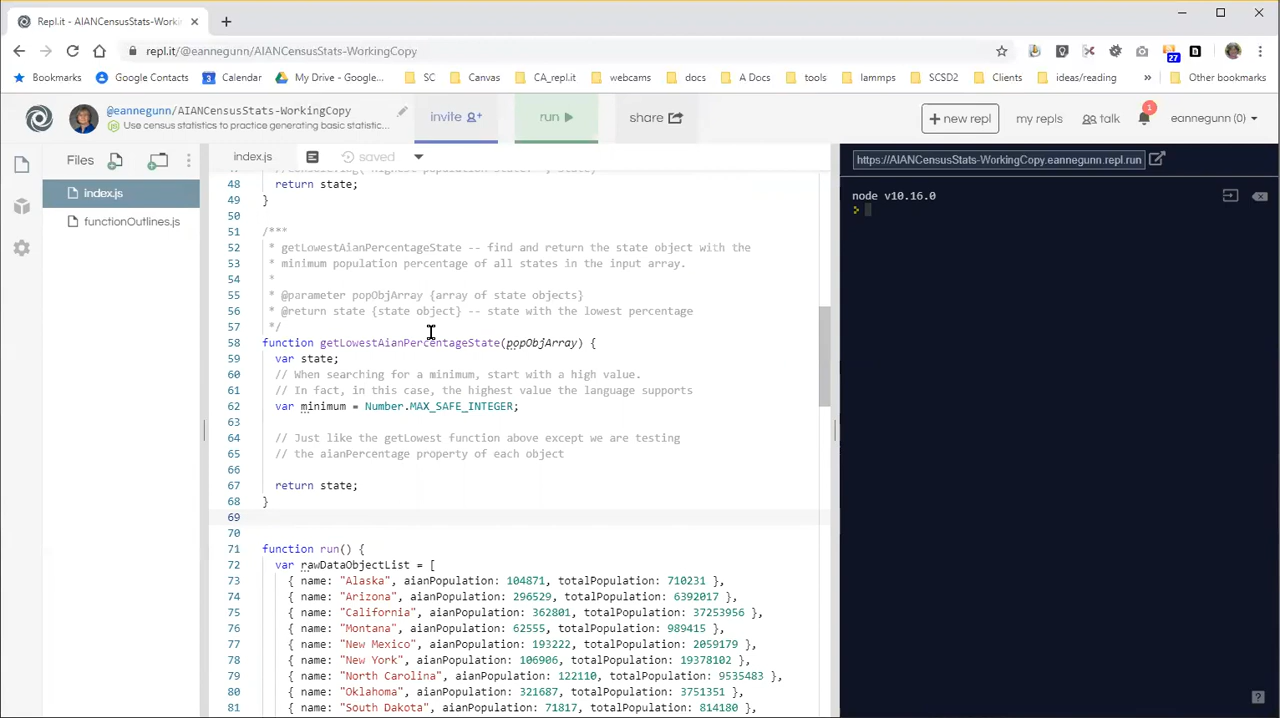 Repl.it - AIANCensusStats-Workin
repl.it/@eannegunn/AIANCensusStats-WorkingCopy
27
Bookmarks
Google Contacts
Calendar
My Drive - Google...
SC
Canvas
CA_repl.it
webcams
docs
A Docs
tools
lammps
SCSD2
Clients
ideas/reading
»
Other bookmarks
@eannegunn/AIANCensusStats-WorkingCopy
Use census statistics to practice generating basic statistic...
invite
run
share
+ new repl
my repls
talk
1
eannegunn (0)
Files
index.js
functionOutlines.js
index.js
saved
48 return state;
49 }
50
51 /***
52 * getLowestAianPercentageState -- find and return the state object with the
53 * minimum population percentage of all states in the input array.
54 *
55 * @parameter popObjArray {array of state objects}
56 * @return state {state object} -- state with the lowest percentage
57 */
58 function getLowestAianPercentageState(popObjArray) {
59 var state;
60 // When searching for a minimum, start with a high value.
61 // In fact, in this case, the highest value the language supports
62 var minimum = Number.MAX_SAFE_INTEGER;
63
64 // Just like the getLowest function above except we are testing
65 // the aianPercentage property of each object
66
67 return state;
68 }
69
70
71 function run() {
72 var rawDataObjectList = [
73 { name: "Alaska", aianPopulation: 104871, totalPopulation: 710231 },
74 { name: "Arizona", aianPopulation: 296529, totalPopulation: 6392017 },
75 { name: "California", aianPopulation: 362801, totalPopulation: 37253956 },
76 { name: "Montana", aianPopulation: 62555, totalPopulation: 989415 },
77 { name: "New Mexico", aianPopulation: 193222, totalPopulation: 2059179 },
78 { name: "New York", aianPopulation: 106906, totalPopulation: 19378102 },
79 { name: "North Carolina", aianPopulation: 122110, totalPopulation: 9535483 },
80 { name: "Oklahoma", aianPopulation: 321687, totalPopulation: 3751351 },
81 { name: "South Dakota", aianPopulation: 71817, totalPopulation: 814180 },
https://AIANCensusStats-WorkingCopy.eannegunn.repl.run
node v10.16.0
>
?